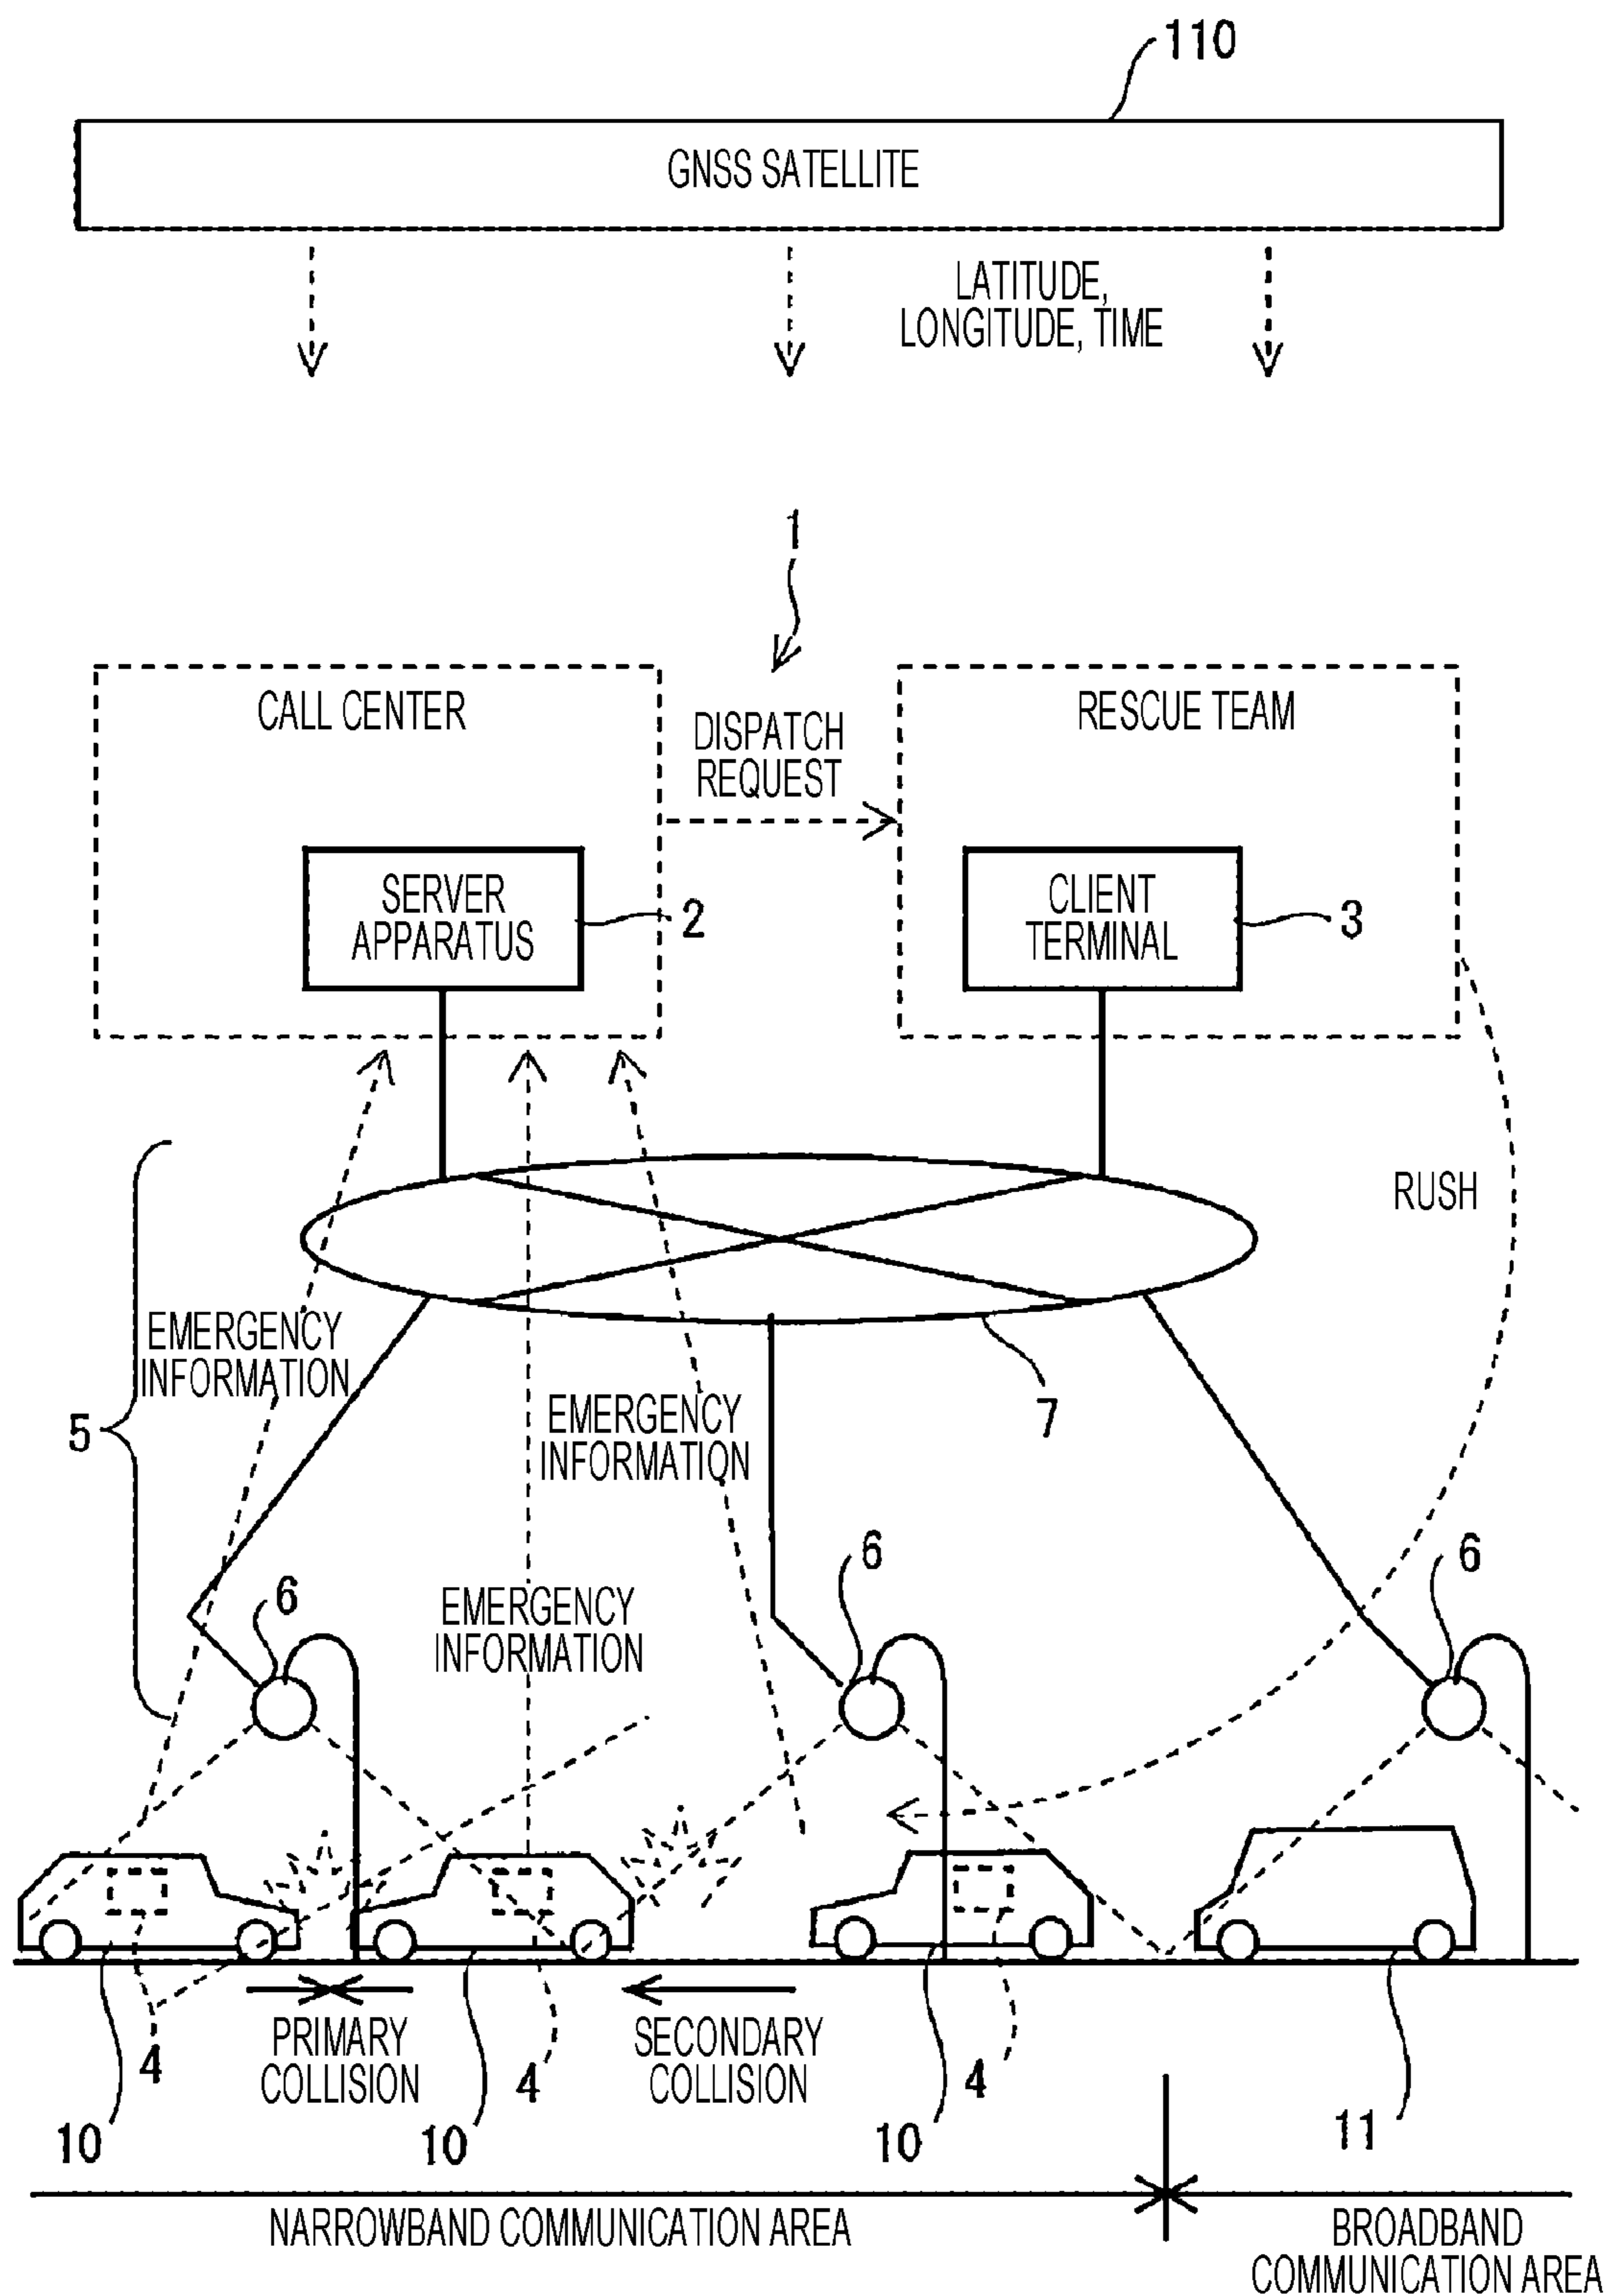 110
GNSS SATELLITE
LATITUDE,
LONGITUDE, TIME
1
CALL CENTER
DISPATCH
REQUEST
RESCUE TEAM
SERVER
APPARATUS
2
CLIENT
TERMINAL
3
RUSH
EMERGENCY
INFORMATION
5
EMERGENCY
INFORMATION
7
EMERGENCY
INFORMATION
6
6
6
PRIMARY
COLLISION
SECONDARY
COLLISION
4
4
4
10
10
10
11
NARROWBAND COMMUNICATION AREA
BROADBAND
COMMUNICATION AREA